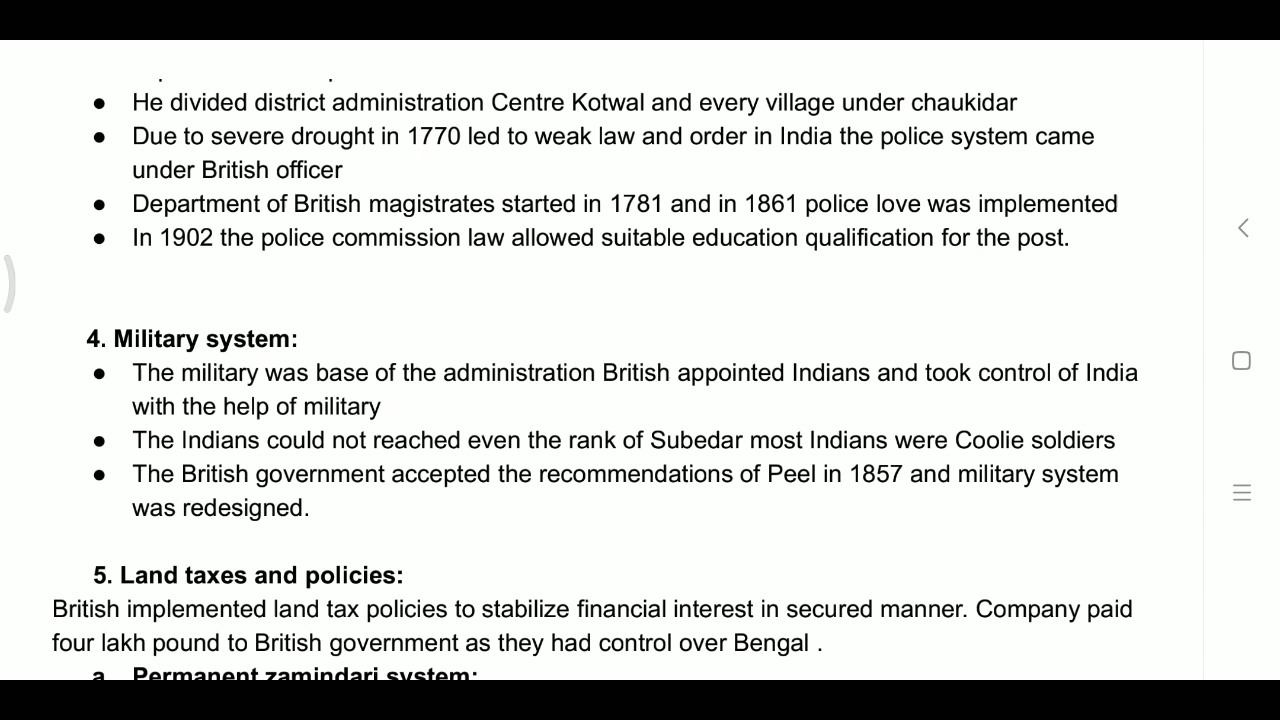 ● He divided district administration Centre Kotwal and every village under chaukidar
● Due to severe drought in 1770 led to weak law and order in India the police system came
under British officer
● Department of British magistrates started in 1781 and in 1861 police love was implemented
● In 1902 the police commission law allowed suitable education qualification for the post.
4. Military system:
● The military was base of the administration British appointed Indians and took control of India
with the help of military
● The Indians could not reached even the rank of Subedar most Indians were Coolie soldiers
● The British government accepted the recommendations of Peel in 1857 and military system
was redesigned.
5. Land taxes and policies:
British implemented land tax policies to stabilize financial interest in secured manner. Company paid
four lakh pound to British government as they had control over Bengal .
a Permanent zamindari system: